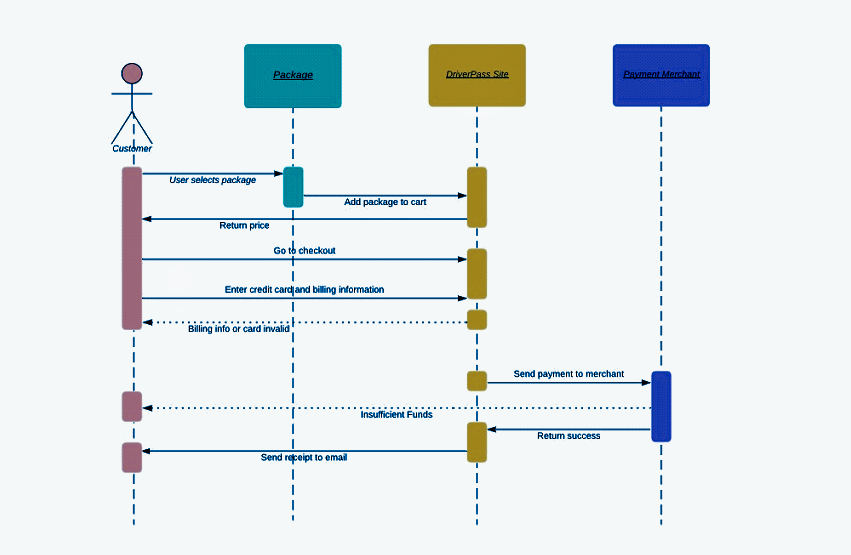 Package
DriverPass Site
Payment Merchant
Customer
User selects package
Add package to cart
Return price
Go to checkout
Enter credit card and billing information
Billing info or card invalid
Send payment to merchant
Insufficient Funds
Return success
Send receipt to email